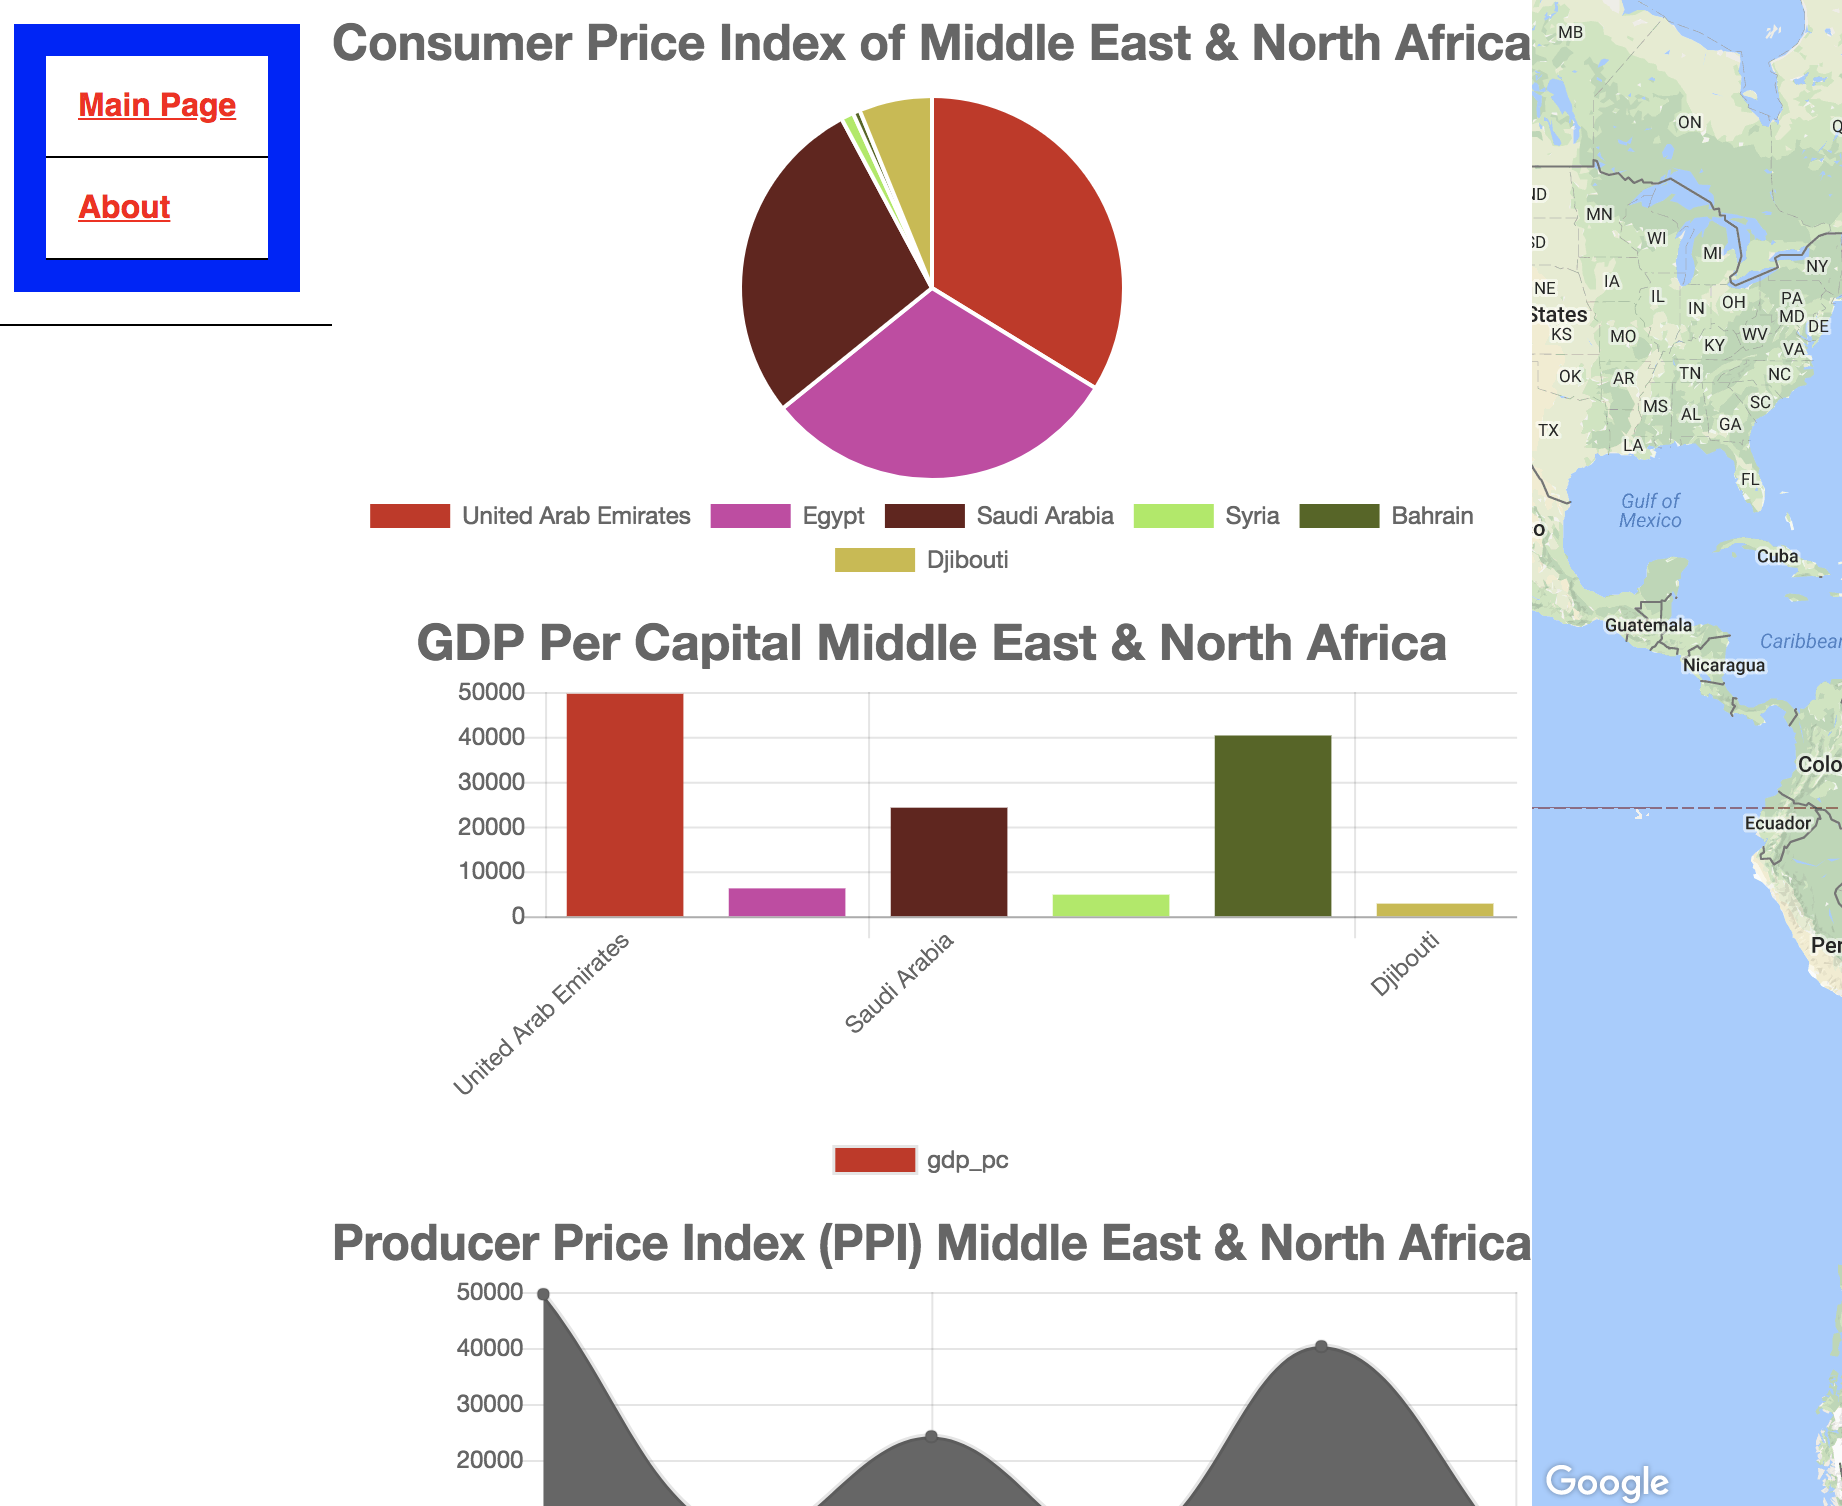 Main Page
About
Consumer Price Index of Middle East & North Africa
United Arab Emirates Egypt Saudi Arabia Syria Bahrain
Djibouti
GDP Per Capital Middle East & North Africa
50000
40000
30000
20000
10000
0
United Arab Emirates
Saudi Arabia
Djibouti
gdp_pc
Producer Price Index (PPI) Middle East & North Africa
50000
40000
30000
20000
MB
ON
MN
WI
MI
NY
NE
IA
IL
IN
OH
PA
MD
DE
States
KS
MO
WV
KY
VA
OK
AR
TN
NC
MS
AL
SC
GA
TX
LA
FL
Gulf of
Mexico
Cuba
Guatemala
Caribbean
Nicaragua
Colo
Ecuador
Per
Google